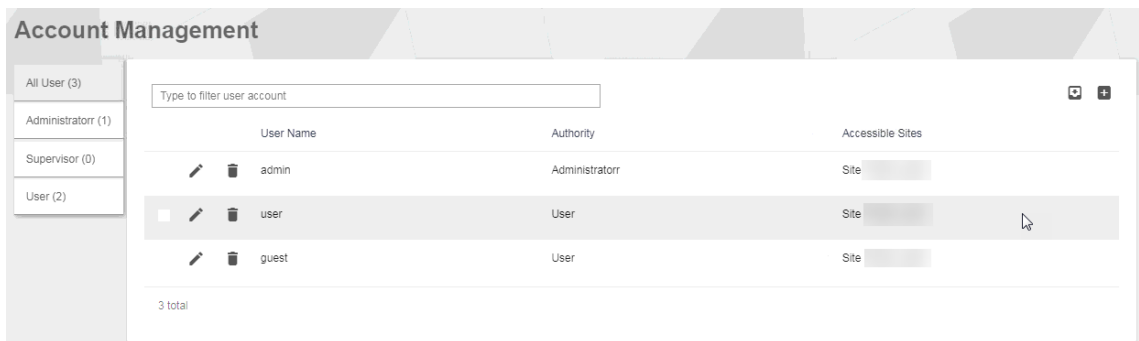 Account Management
All User (3)
Administratorr (1)
Supervisor (0)
User (2)
Type to filter user account
User Name Authority Accessible Sites
admin Administratorr Site
user User Site
guest User Site
3 total